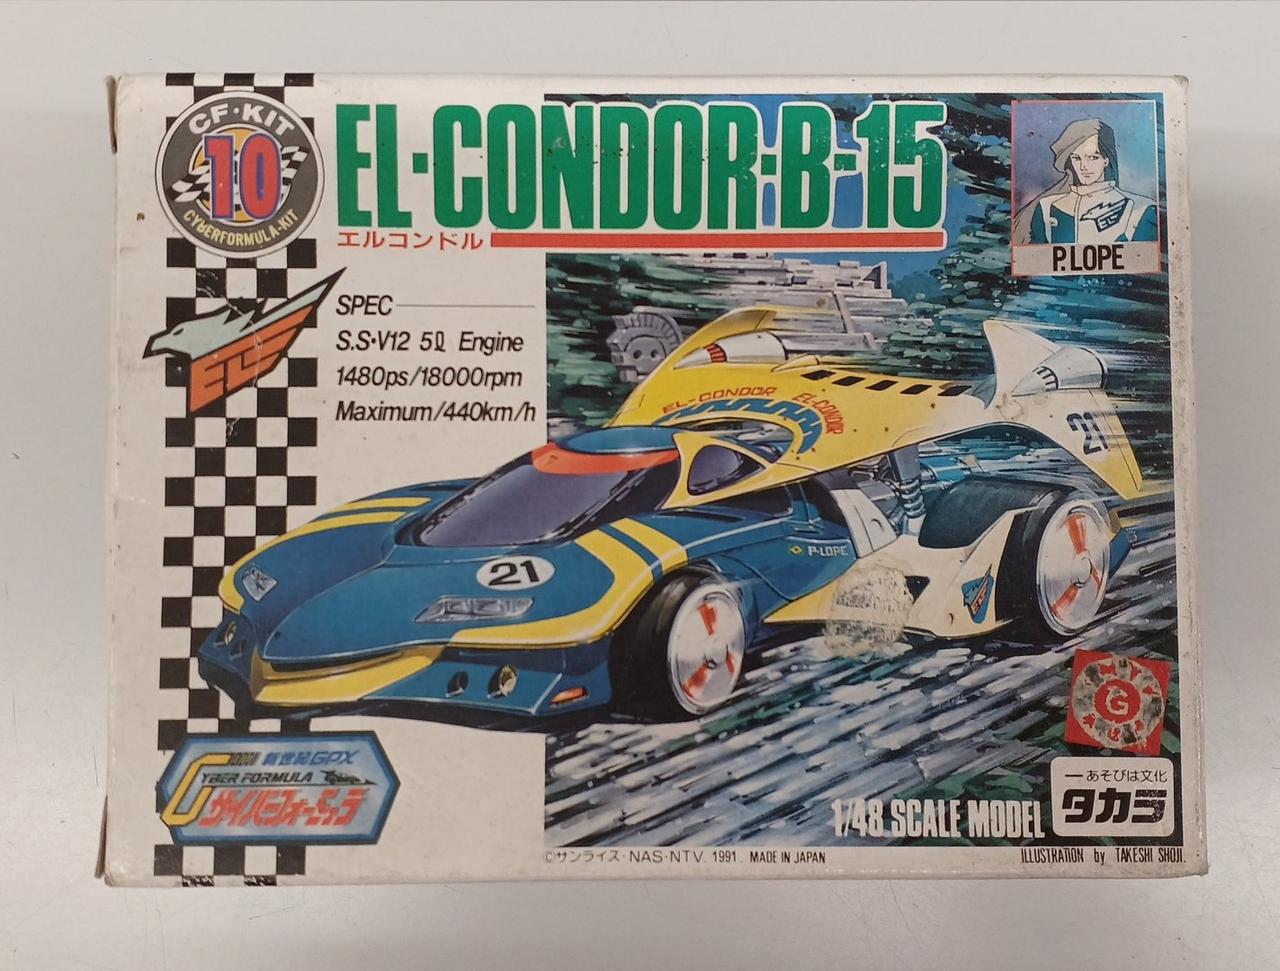 CF・KIT
10
CYBERFORMULA-KIT
EL・CONDOR・B-15
エルコンドル
P.LOPE
ELS
SPEC
S.S・V12 5ℓ Engine
1480ps/18000rpm
Maximum/440km/h
EL-CONDOR
EL-CONDOR
21
P-LOPE
21
G
新世紀GPX
CYBER FORMULA
サイバーフォーミュラ
1/48 SCALE MODEL
―あそびは文化
タカラ
©サンライズ・NAS・NTV. 1991. MADE IN JAPAN
ILLUSTRATION by TAKESHI SHOJI.